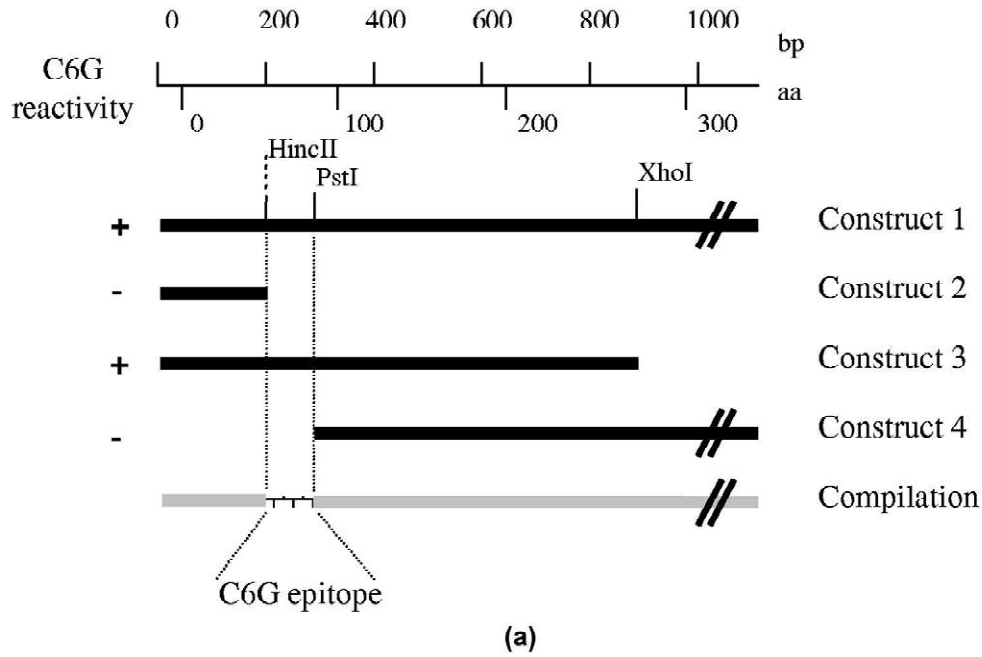 0 200 400 600 800 1000
bp
C6G
reactivity
aa
0 100 200 300
HincII
PstI
XhoI
+ Construct 1
- Construct 2
+ Construct 3
- Construct 4
Compilation
C6G epitope
(a)